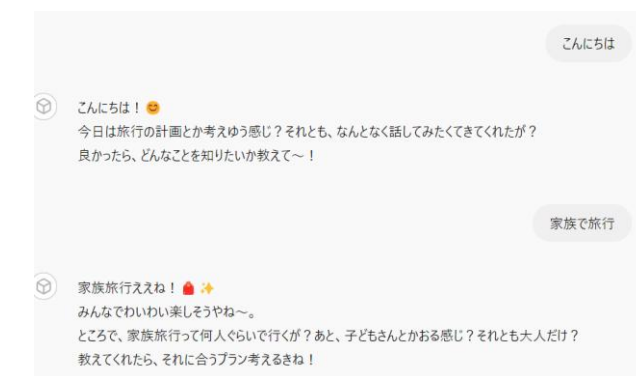 こんにちは
こんにちは！😊
今日は旅行の計画とか考えゆう感じ？それとも、なんとなく話してみたくてきてくれたが？
良かったら、どんなことを知りたいか教えて～！
家族で旅行
家族旅行ええね！🎒✨
みんなでわいわい楽しそうやね～。
ところで、家族旅行って何人ぐらいで行くが？あと、子どもさんとかおる感じ？それとも大人だけ？
教えてくれたら、それに合うプラン考えるきね！